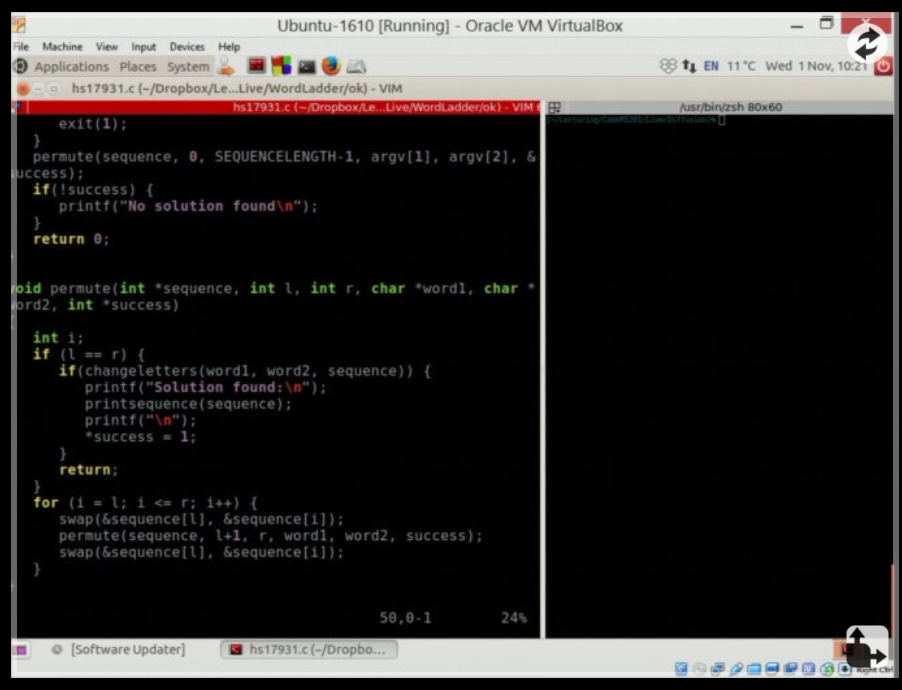 Ubuntu-1610 [Running] - Oracle VM VirtualBox
File Machine View Input Devices Help
Applications Places System EN 11°C Wed 1 Nov, 10:21
hs17931.c (~/Dropbox/Le...Live/WordLadder/ok) - VIM
hs17931.c (~/Dropbox/Le...Live/WordLadder/ok) - VIM
/usr/bin/zsh 80x60
exit(1);
}
permute(sequence, 0, SEQUENCELENGTH-1, argv[1], argv[2], &
uccess);
if(!success) {
printf("No solution found\n");
}
return 0;
oid permute(int *sequence, int l, int r, char *word1, char *
ord2, int *success)
int i;
if (l == r) {
if(changeletters(word1, word2, sequence)) {
printf("Solution found:\n");
printsequence(sequence);
printf("\n");
*success = 1;
}
return;
}
for (i = l; i <= r; i++) {
swap(&sequence[l], &sequence[i]);
permute(sequence, l+1, r, word1, word2, success);
swap(&sequence[l], &sequence[i]);
}
50,0-1 24%
[Software Updater] hs17931.c (~/Dropbo...
Right Ctrl